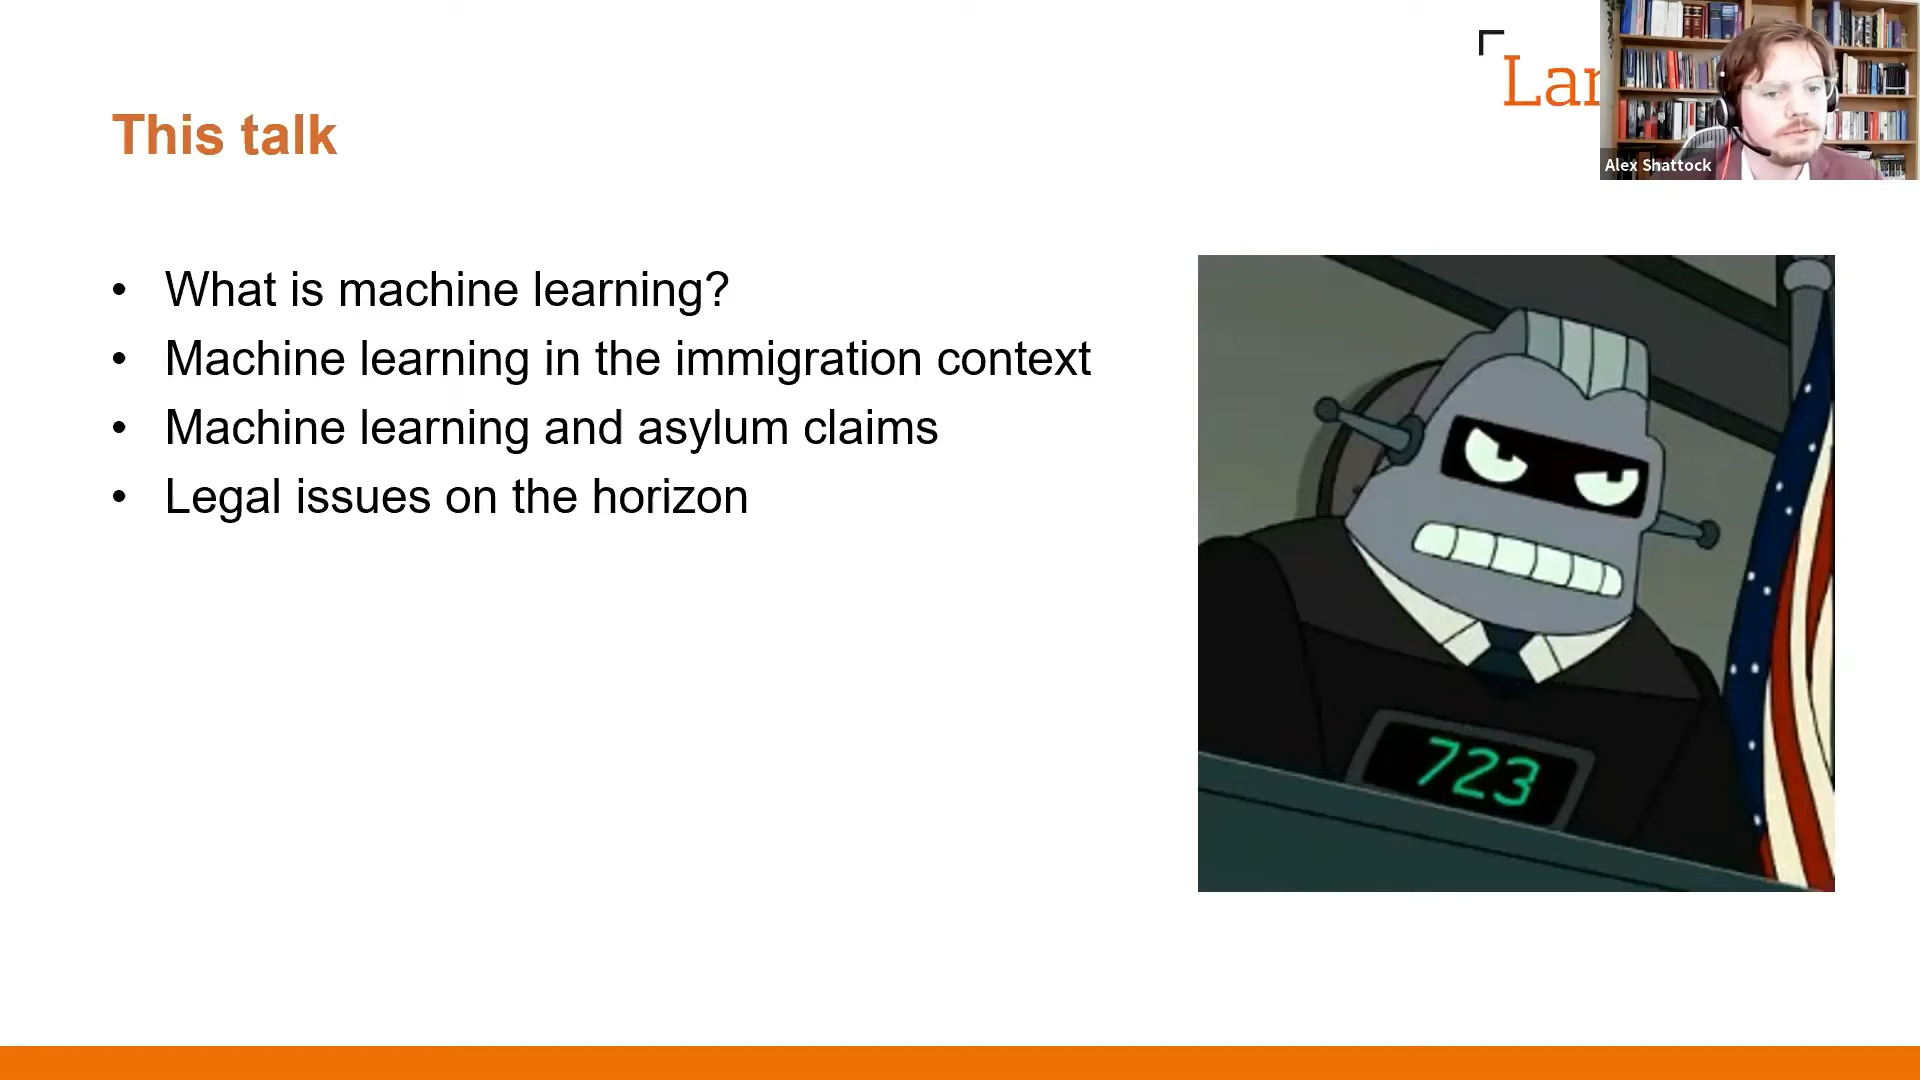 This talk
Alex Shattock
• What is machine learning?
• Machine learning in the immigration context
• Machine learning and asylum claims
• Legal issues on the horizon
723